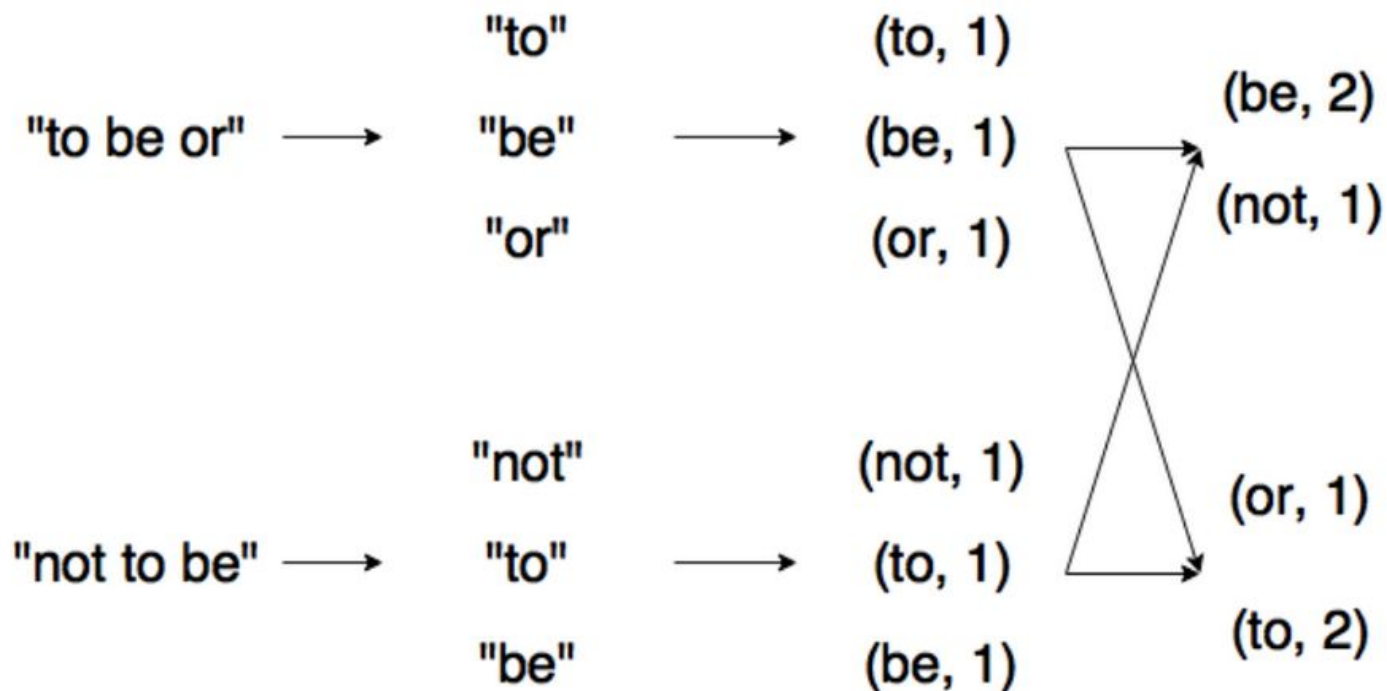 "to be or"
"to"
"be"
"or"
(to, 1)
(be, 1)
(or, 1)
(be, 2)
(not, 1)
"not to be"
"not"
"to"
"be"
(not, 1)
(to, 1)
(be, 1)
(or, 1)
(to, 2)